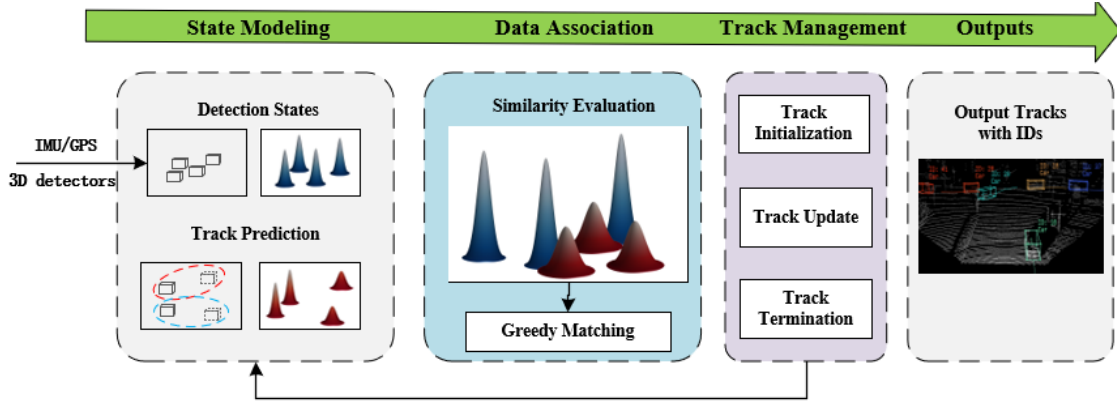 State Modeling
Data Association
Track Management
Outputs
IMU/GPS
3D detectors
Detection States
Track Prediction
Similarity Evaluation
Greedy Matching
Track
Initialization
Track Update
Track
Termination
Output Tracks
with IDs